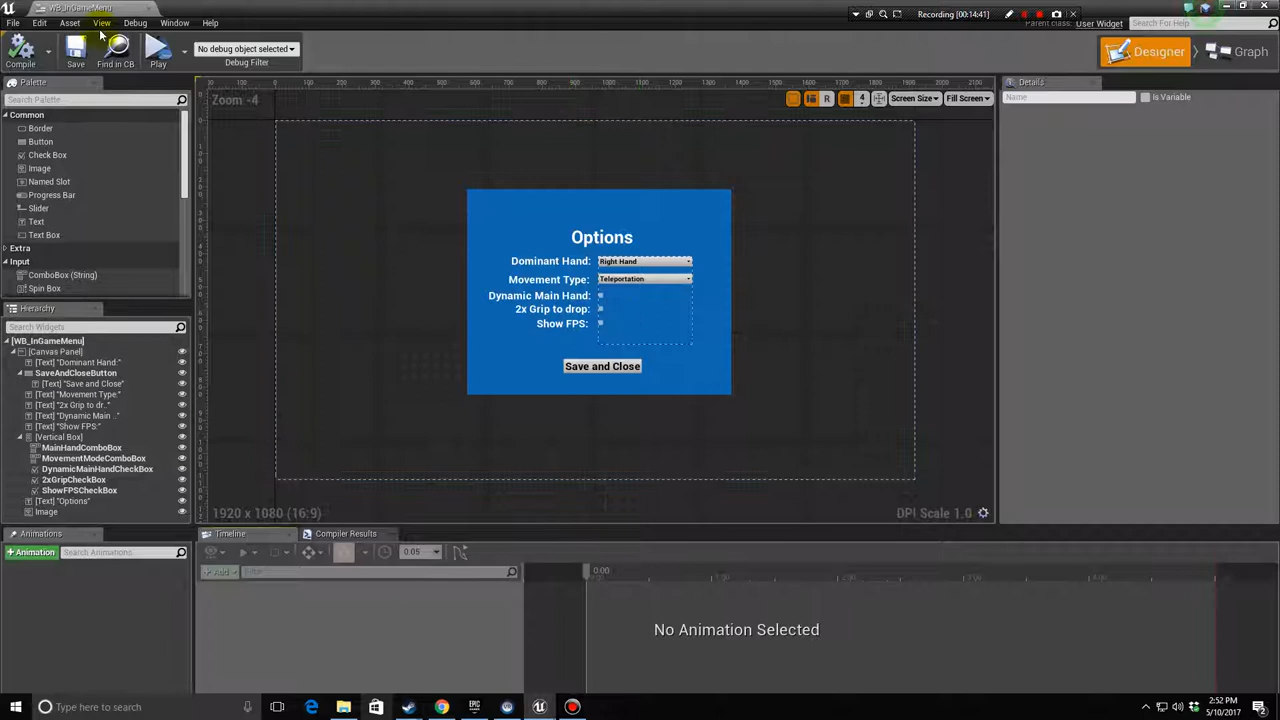 WB_InGameMenu
File Edit Asset View Debug Window Help
Recording [00:14:41]
Parent class: User Widget Search For Help
Compile Save Find in CB Play
No debug object selected
Debug Filter
Designer Graph
Palette
Search Palette
Common
Border
Button
Check Box
Image
Named Slot
Progress Bar
Slider
Text
Text Box
Extra
Input
ComboBox (String)
Spin Box
Hierarchy
Search Widgets
[WB_InGameMenu]
[Canvas Panel]
[Text] "Dominant Hand:"
SaveAndCloseButton
[Text] "Save and Close"
[Text] "Movement Type:"
[Text] "2x Grip to dr.."
[Text] "Dynamic Main .."
[Text] "Show FPS:"
[Vertical Box]
MainHandComboBox
MovementModeComboBox
DynamicMainHandCheckBox
2xGripCheckBox
ShowFPSCheckBox
[Text] "Options"
Image
Animations
+ Animation Search Animations
Zoom -4
R
Screen Size Fill Screen
Options
Dominant Hand: Right Hand
Movement Type: Teleportation
Dynamic Main Hand:
2x Grip to drop:
Show FPS:
Save and Close
1920 x 1080 (16:9)
DPI Scale 1.0
Details
Name Is Variable
Timeline Compiler Results
0.05
+ Add Filter
0:00
No Animation Selected
Type here to search
2:52 PM
5/10/2017